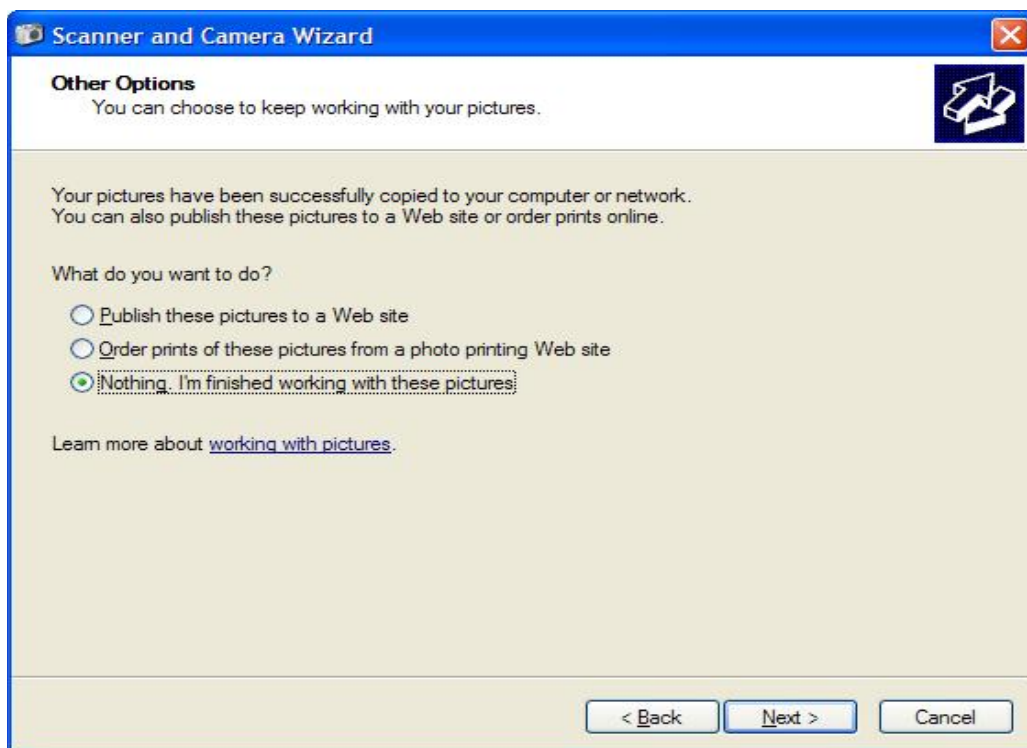 Scanner and Camera Wizard
Other Options
You can choose to keep working with your pictures.
Your pictures have been successfully copied to your computer or network.
You can also publish these pictures to a Web site or order prints online.
What do you want to do?
Publish these pictures to a Web site
Order prints of these pictures from a photo printing Web site
Nothing. I'm finished working with these pictures
Learn more about working with pictures.
< Back Next > Cancel